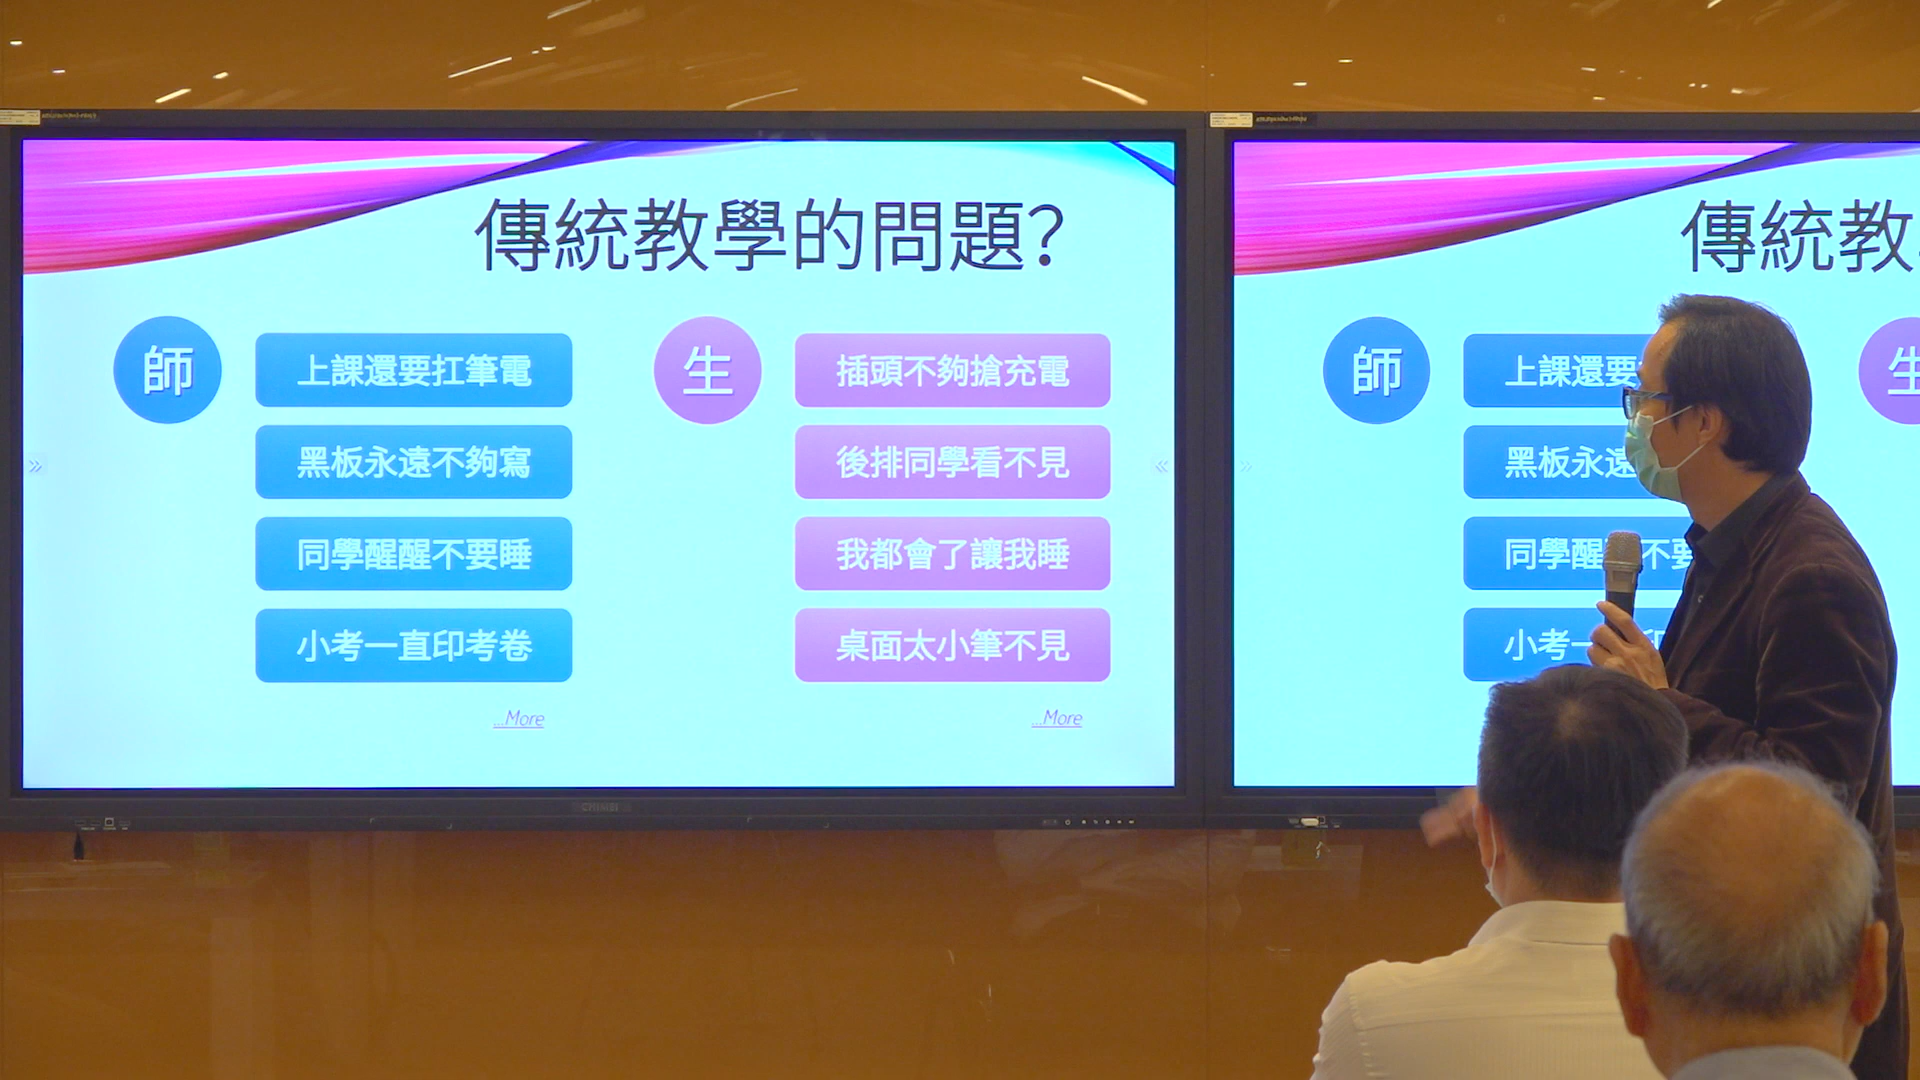 傳統教學的問題?
師
上課還要扛筆電
黑板永遠不夠寫
同學醒醒不要睡
小考一直印考卷
...More
生
插頭不夠搶充電
後排同學看不見
我都會了讓我睡
桌面太小筆不見
...More
傳統教
師
上課還要
黑板永遠
同學醒 不要
小考一
生